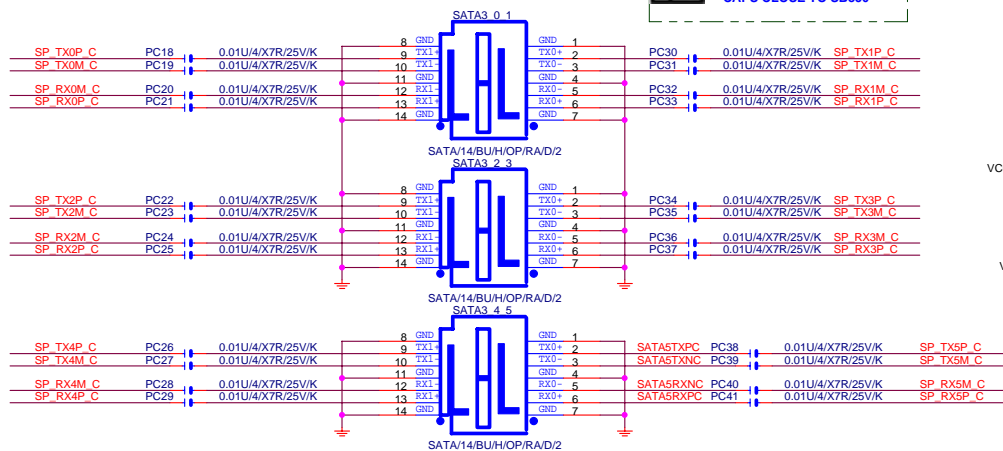 SATA3_0_1
8 GND GND 1
SP_TX0P_C PC18 0.01U/4/X7R/25V/K 9 TX1+ TX0+ 2 PC30 0.01U/4/X7R/25V/K SP_TX1P_C
SP_TX0M_C PC19 0.01U/4/X7R/25V/K 10 TX1- TX0- 3 PC31 0.01U/4/X7R/25V/K SP_TX1M_C
11 GND GND 4
SP_RX0M_C PC20 0.01U/4/X7R/25V/K 12 RX1- RX0- 5 PC32 0.01U/4/X7R/25V/K SP_RX1M_C
SP_RX0P_C PC21 0.01U/4/X7R/25V/K 13 RX1+ RX0+ 6 PC33 0.01U/4/X7R/25V/K SP_RX1P_C
14 GND GND 7
SATA/14/BU/H/OP/RA/D/2
SATA3_2_3
VC
8 GND GND 1
SP_TX2P_C PC22 0.01U/4/X7R/25V/K 9 TX1+ TX0+ 2 PC34 0.01U/4/X7R/25V/K SP_TX3P_C
SP_TX2M_C PC23 0.01U/4/X7R/25V/K 10 TX1- TX0- 3 PC35 0.01U/4/X7R/25V/K SP_TX3M_C
11 GND GND 4
SP_RX2M_C PC24 0.01U/4/X7R/25V/K 12 RX1- RX0- 5 PC36 0.01U/4/X7R/25V/K SP_RX3M_C
SP_RX2P_C PC25 0.01U/4/X7R/25V/K 13 RX1+ RX0+ 6 PC37 0.01U/4/X7R/25V/K SP_RX3P_C
14 GND GND 7
SATA/14/BU/H/OP/RA/D/2
SATA3_4_5
8 GND GND 1
SP_TX4P_C PC26 0.01U/4/X7R/25V/K 9 TX1+ TX0+ 2 SATA5TXPC PC38 0.01U/4/X7R/25V/K SP_TX5P_C
SP_TX4M_C PC27 0.01U/4/X7R/25V/K 10 TX1- TX0- 3 SATA5TXNC PC39 0.01U/4/X7R/25V/K SP_TX5M_C
11 GND GND 4
SP_RX4M_C PC28 0.01U/4/X7R/25V/K 12 RX1- RX0- 5 SATA5RXNC PC40 0.01U/4/X7R/25V/K SP_RX5M_C
SP_RX4P_C PC29 0.01U/4/X7R/25V/K 13 RX1+ RX0+ 6 SATA5RXPC PC41 0.01U/4/X7R/25V/K SP_RX5P_C
14 GND GND 7
SATA/14/BU/H/OP/RA/D/2